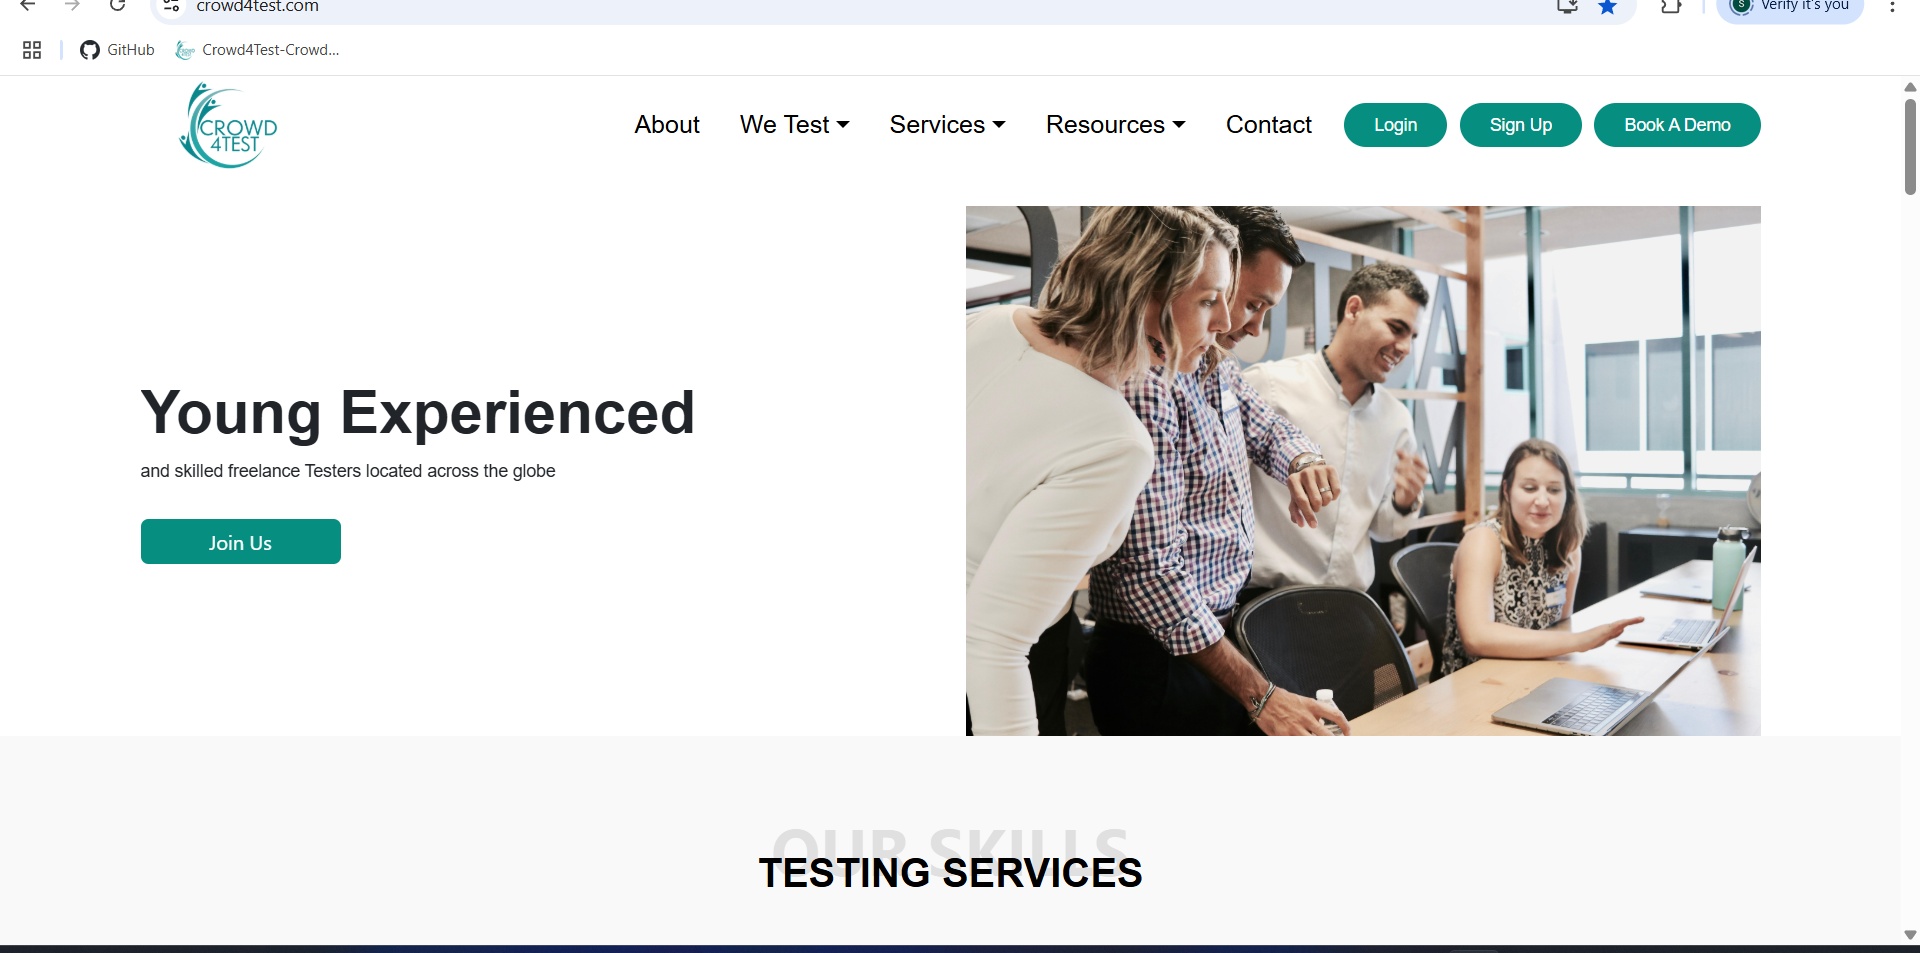 crowd4test.com
Verify it's you
GitHub
Crowd4Test-Crowd...
CROWD
4TEST
About
We Test
Services
Resources
Contact
Login
Sign Up
Book A Demo
Young Experienced
and skilled freelance Testers located across the globe
Join Us
OUR SKILLS
TESTING SERVICES